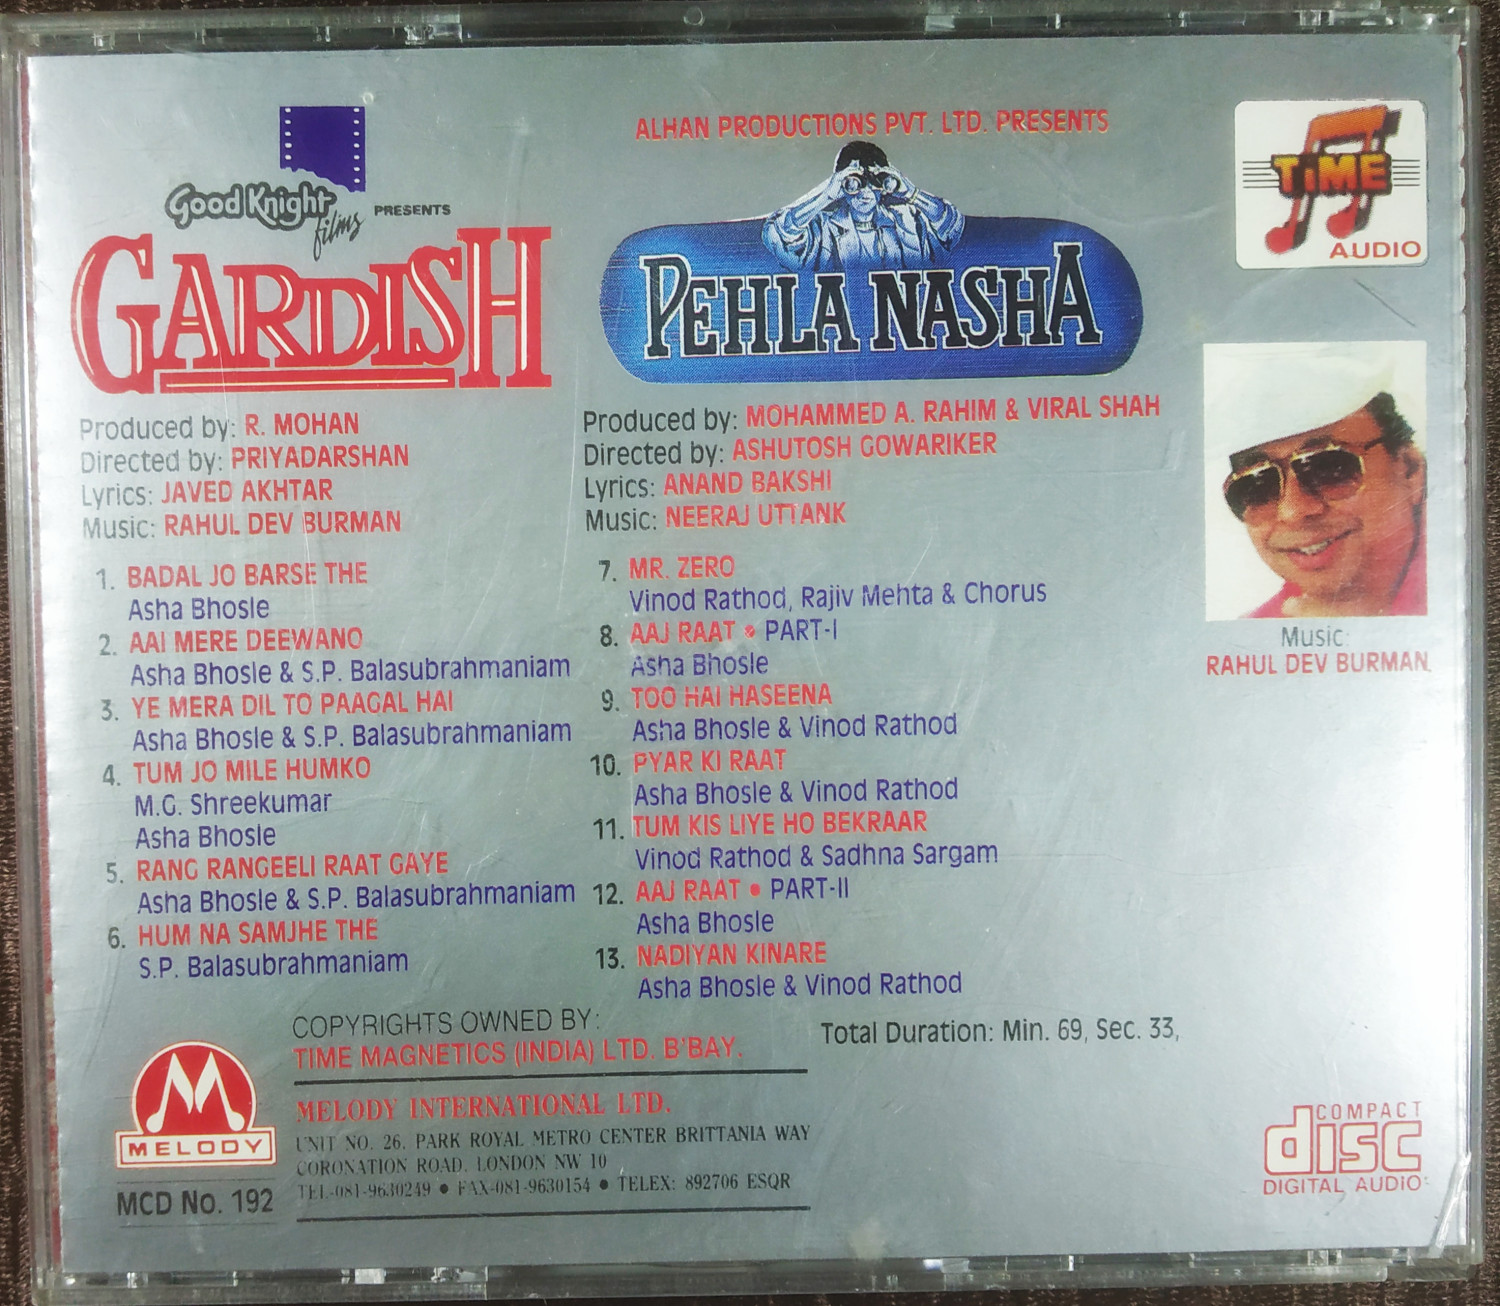 Good Knight
films
PRESENTS
GARDISH
Produced by: R. MOHAN
Directed by: PRIYADARSHAN
Lyrics: JAVED AKHTAR
Music: RAHUL DEV BURMAN
1. BADAL JO BARSE THE
Asha Bhosle
2. AAI MERE DEEWANO
Asha Bhosle & S.P. Balasubrahmaniam
3. YE MERA DIL TO PAAGAL HAI
Asha Bhosle & S.P. Balasubrahmaniam
4. TUM JO MILE HUMKO
M.G. Shreekumar
Asha Bhosle
5. RANG RANGEELI RAAT GAYE
Asha Bhosle & S.P. Balasubrahmaniam
6. HUM NA SAMJHE THE
S.P. Balasubrahmaniam
ALHAN PRODUCTIONS PVT. LTD. PRESENTS
PEHLA NASHA
Produced by: MOHAMMED A. RAHIM & VIRAL SHAH
Directed by: ASHUTOSH GOWARIKER
Lyrics: ANAND BAKSHI
Music: NEERAJ UTTANK
7. MR. ZERO
Vinod Rathod, Rajiv Mehta & Chorus
8. AAJ RAAT • PART-I
Asha Bhosle
9. TOO HAI HASEENA
Asha Bhosle & Vinod Rathod
10. PYAR KI RAAT
Asha Bhosle & Vinod Rathod
11. TUM KIS LIYE HO BEKRAAR
Vinod Rathod & Sadhna Sargam
12. AAJ RAAT • PART-II
Asha Bhosle
13. NADIYAN KINARE
Asha Bhosle & Vinod Rathod
TIME
AUDIO
Music:
RAHUL DEV BURMAN
COPYRIGHTS OWNED BY:
TIME MAGNETICS (INDIA) LTD. B'BAY.
Total Duration: Min. 69, Sec. 33,
MELODY
MCD No. 192
MELODY INTERNATIONAL LTD.
UNIT NO. 26, PARK ROYAL METRO CENTER BRITTANIA WAY
CORONATION ROAD, LONDON NW 10
TEL-081-9630249 • FAX-081-9630154 • TELEX: 892706 ESQR
COMPACT
disc
DIGITAL AUDIO